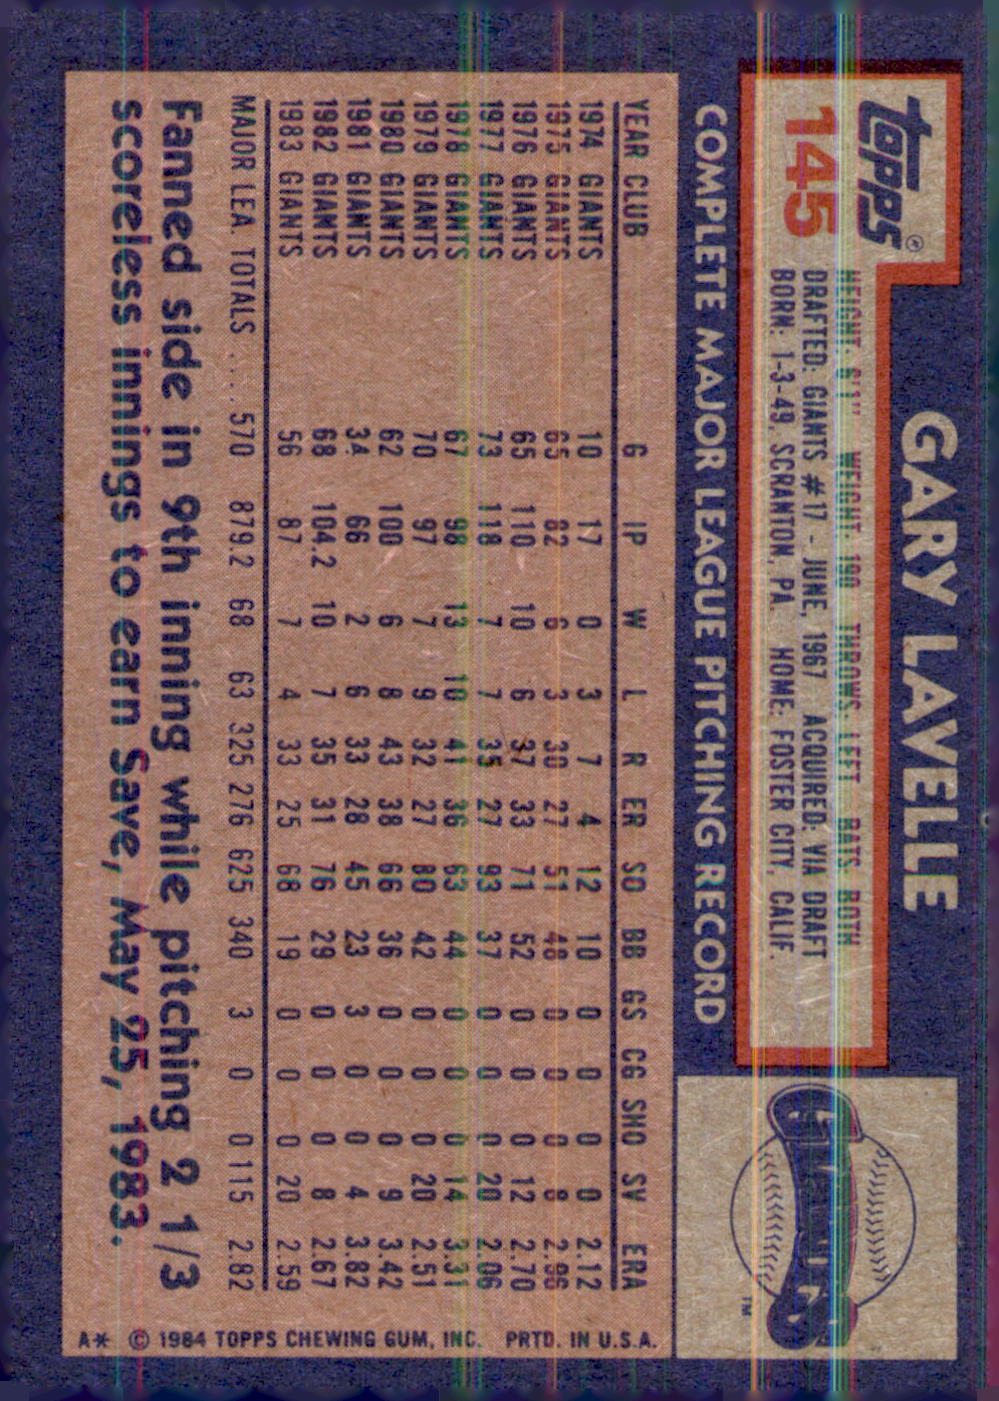 Topps®
145
GARY LAVELLE
HEIGHT: 6'1" WEIGHT: 190 THROWS: LEFT BATS: BOTH
DRAFTED: GIANTS #17 - JUNE, 1967 ACQUIRED: VIA DRAFT
BORN: 1-3-49, SCRANTON, PA. HOME: FOSTER CITY, CALIF.
GIANTS
TM
COMPLETE MAJOR LEAGUE PITCHING RECORD
YEAR CLUB G IP W L R ER SO BB GS CG SHO SV ERA
1974 GIANTS 10 17 0 3 7 4 12 10 0 0 0 0 2.12
1975 GIANTS 65 82 6 3 30 27 51 48 0 0 0 8 2.96
1976 GIANTS 65 110 10 6 37 33 71 52 0 0 0 12 2.70
1977 GIANTS 73 118 7 7 35 27 93 37 0 0 0 20 2.06
1978 GIANTS 67 98 13 10 41 36 63 44 0 0 0 14 3.31
1979 GIANTS 70 97 7 9 32 27 80 42 0 0 0 20 2.51
1980 GIANTS 62 100 6 8 43 38 66 36 0 0 0 9 3.42
1981 GIANTS 34 66 2 6 33 28 45 23 3 0 0 4 3.82
1982 GIANTS 68 104.2 10 7 35 31 76 29 0 0 0 8 2.67
1983 GIANTS 56 87 7 4 33 25 68 19 0 0 0 20 2.59
MAJOR LEA. TOTALS .... 570 879.2 68 63 325 276 625 340 3 0 0 115 2.82
Fanned side in 9th inning while pitching 2 1/3
scoreless innings to earn Save, May 25, 1983.
A* © 1984 TOPPS CHEWING GUM, INC. PRTD. IN U.S.A.